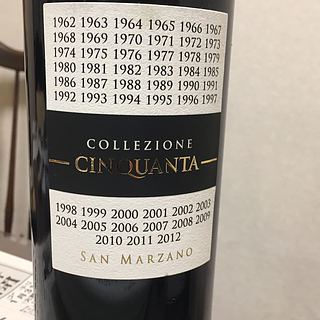 1962 1963 1964 1965 1966 1967
1968 1969 1970 1971 1972 1973
1974 1975 1976 1977 1978 1979
1980 1981 1982 1983 1984 1985
1986 1987 1988 1989 1990 1991
1992 1993 1994 1995 1996 1997
COLLEZIONE
CINQUANTA
1998 1999 2000 2001 2002 2003
2004 2005 2006 2007 2008 2009
2010 2011 2012
SAN MARZANO